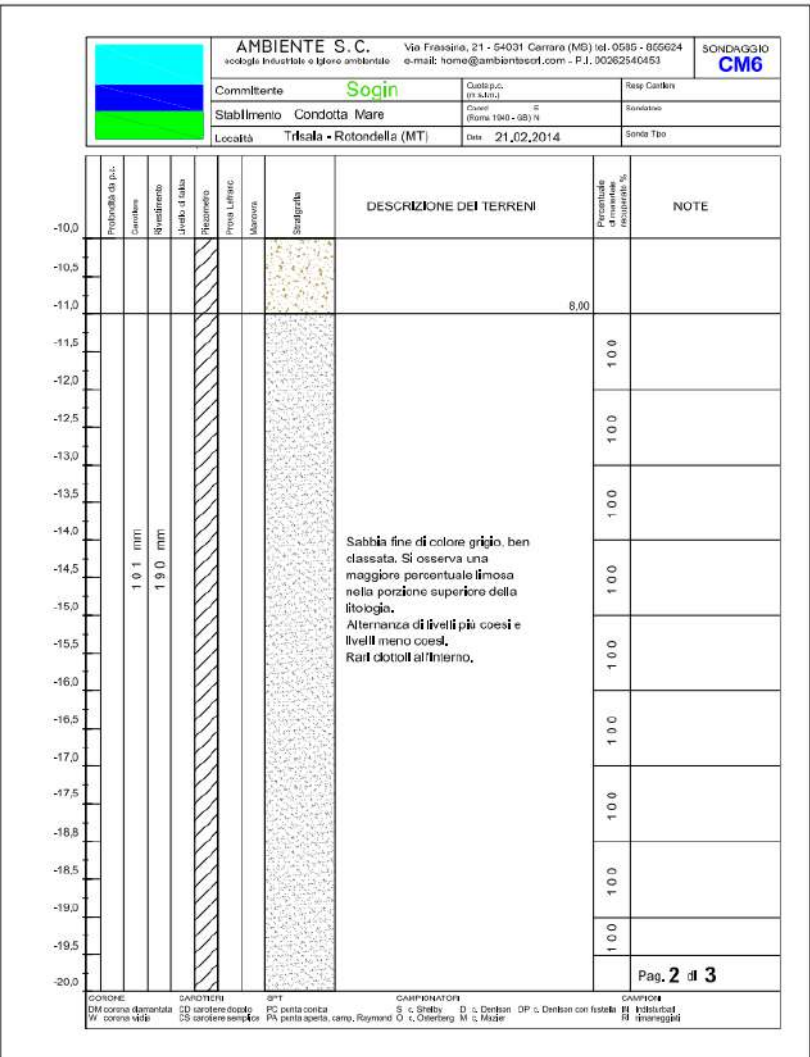 AMBIENTE S.C.
ecologia industriale e igiene ambientale
Via Frassina, 21 - 54031 Carrara (MS) tel. 0585 - 855624
e-mail: home@ambientescrl.com - P.I. 00262540453
SONDAGGIO
CM6
Committente Sogin
Quota p.c.
(m s.l.m.)
Resp Cantiere
Stabilimento Condotta Mare
Coord E
(Roma 1940 - GB) N
Sondatore
Località Trisaia - Rotondella (MT)
Data 21.02.2014
Sonda Tipo
Profondità da p.c.
Carotiere
Rivestimento
Livello di falda
Piezometro
Prova Lefranc
Manovra
Stratigrafia
DESCRIZIONE DEI TERRENI
Percentuale
di materiale
recuperato %
NOTE
-10,0
-10,5
-11,0
8,00
-11,5
100
-12,0
-12,5
100
-13,0
-13,5
100
-14,0
101 mm
190 mm
Sabbia fine di colore grigio, ben
classata. Si osserva una
maggiore percentuale limosa
nella porzione superiore della
litologia.
Alternanza di livelli più coesi e
livelli meno coesi.
Rari ciottoli all'interno.
-14,5
100
-15,0
-15,5
100
-16,0
-16,5
100
-17,0
-17,5
100
-18,8
-18,5
100
-19,0
-19,5
100
-20,0
Pag. 2 di 3
CORONE
DM corona diamantata
W corona widia
CAROTIERI
CD carotiere doppio
CS carotiere semplice
SPT
PC punta conica
PA punta aperta, camp. Raymond
CAMPIONATORI
S c. Shelby D c. Denison DP c. Denison con fustella
O c. Osterberg M c. Mazier
CAMPIONI
IN Indisturbati
RI rimaneggiati